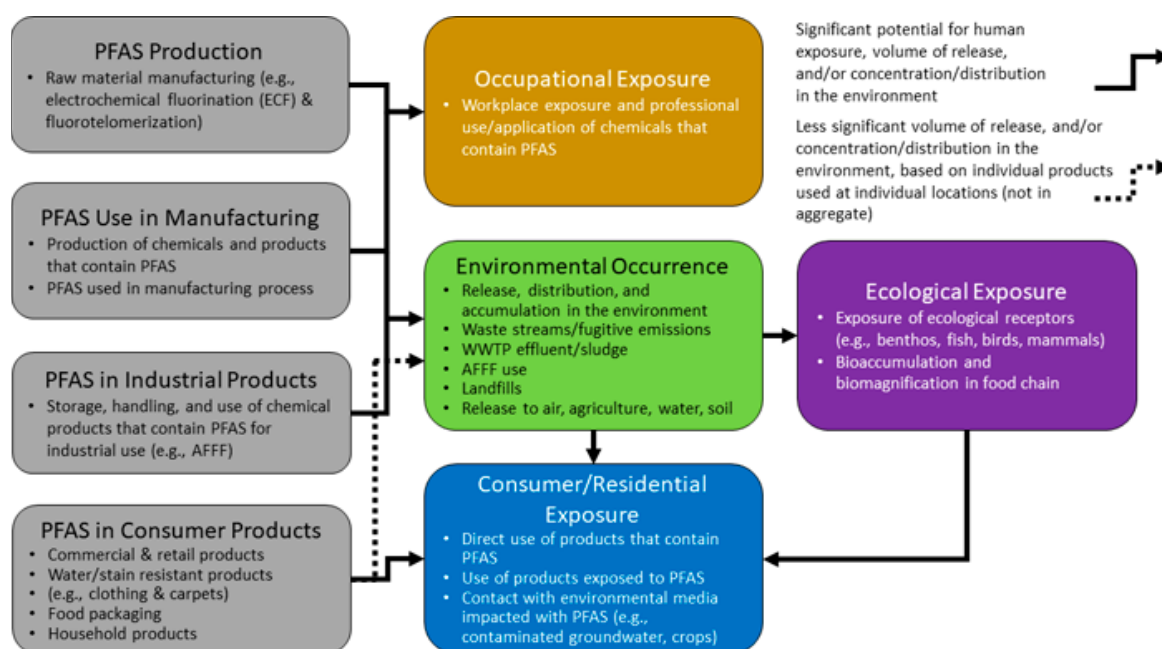 PFAS Production
• Raw material manufacturing (e.g.,
electrochemical fluorination (ECF) &
fluorotelomerization)
PFAS Use in Manufacturing
• Production of chemicals and products
that contain PFAS
• PFAS used in manufacturing process
PFAS in Industrial Products
• Storage, handling, and use of chemical
products that contain PFAS for
industrial use (e.g., AFFF)
PFAS in Consumer Products
• Commercial & retail products
• Water/stain resistant products
• (e.g., clothing & carpets)
• Food packaging
• Household products
Occupational Exposure
• Workplace exposure and professional
use/application of chemicals that
contain PFAS
Environmental Occurrence
• Release, distribution, and
accumulation in the environment
• Waste streams/fugitive emissions
• WWTP effluent/sludge
• AFFF use
• Landfills
• Release to air, agriculture, water, soil
Consumer/Residential
Exposure
• Direct use of products that contain
PFAS
• Use of products exposed to PFAS
• Contact with environmental media
impacted with PFAS (e.g.,
contaminated groundwater, crops)
Significant potential for human
exposure, volume of release,
and/or concentration/distribution
in the environment
Less significant volume of release, and/or
concentration/distribution in the
environment, based on individual products
used at individual locations (not in
aggregate)
Ecological Exposure
• Exposure of ecological receptors
(e.g., benthos, fish, birds, mammals)
• Bioaccumulation and
biomagnification in food chain